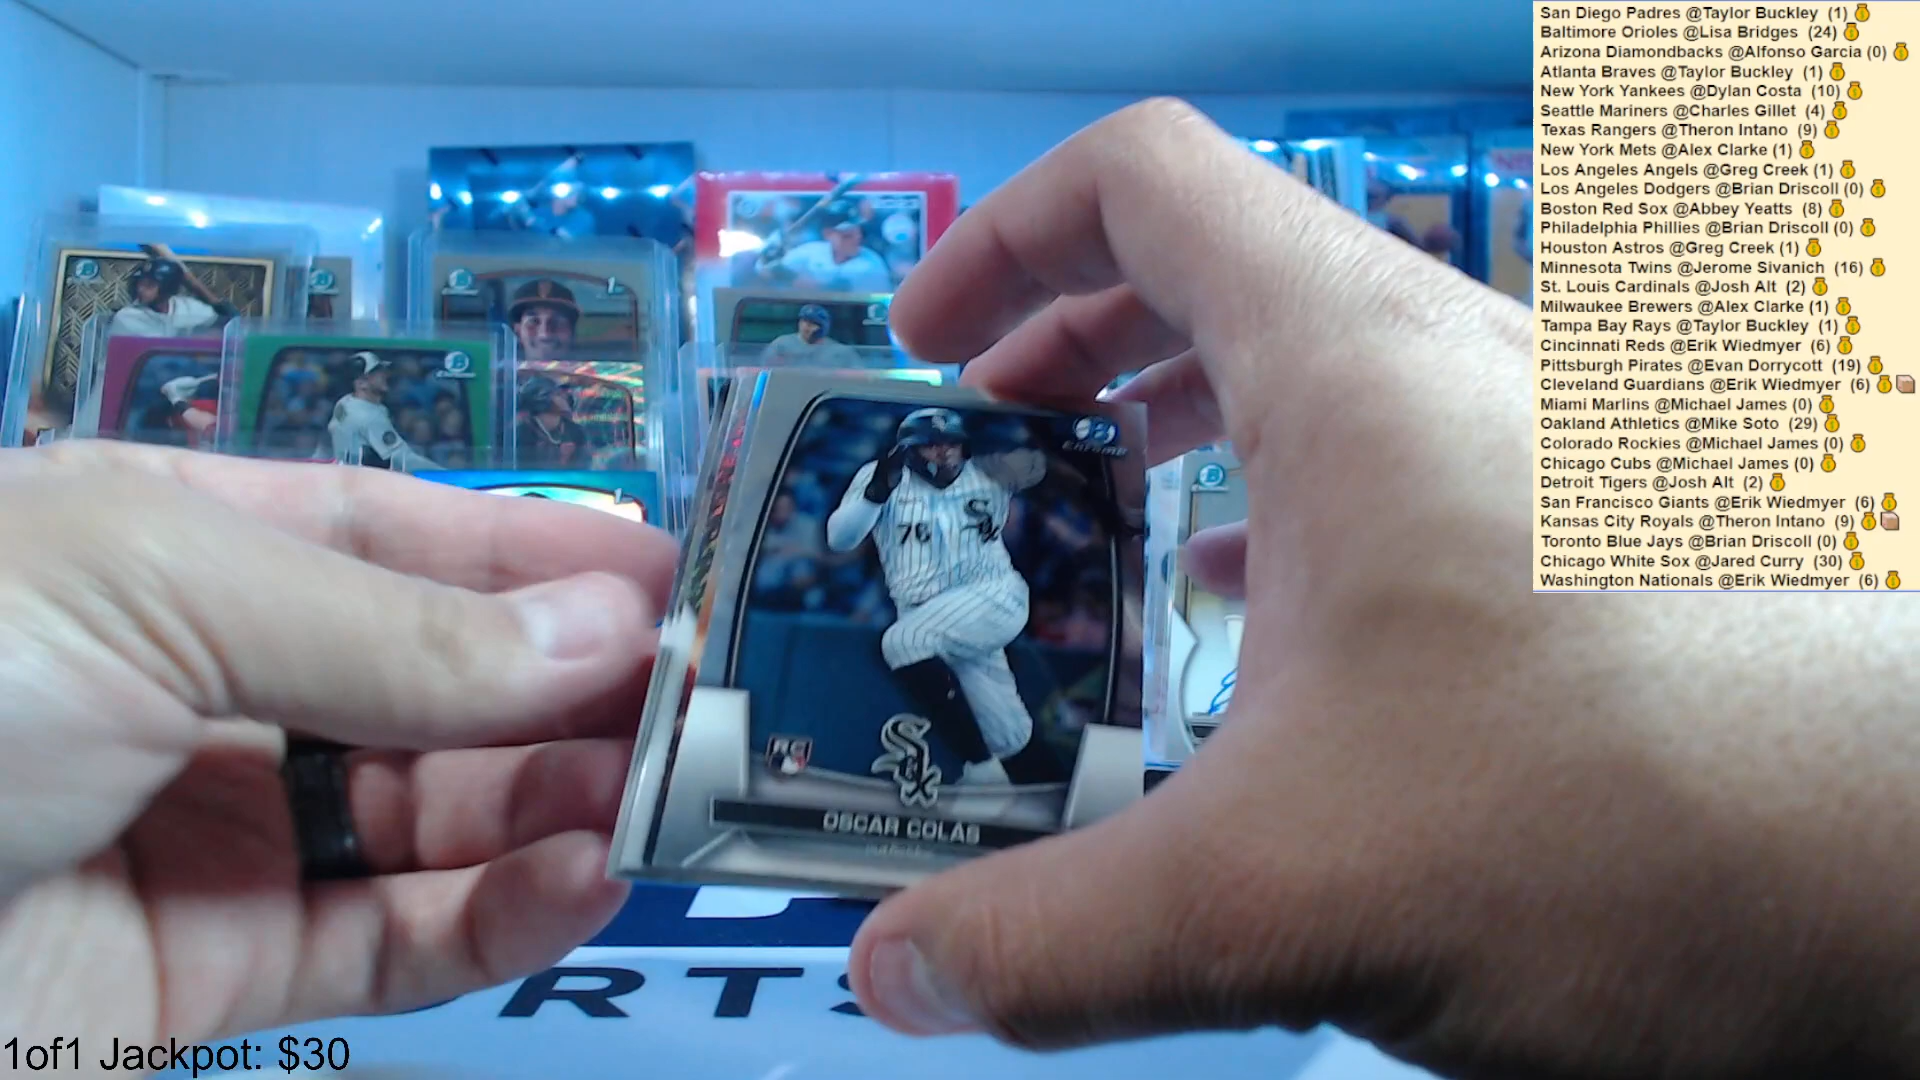 San Diego Padres @Taylor Buckley (1)
Baltimore Orioles @Lisa Bridges (24)
Arizona Diamondbacks @Alfonso Garcia (0)
Atlanta Braves @Taylor Buckley (1)
New York Yankees @Dylan Costa (10)
Seattle Mariners @Charles Gillet (4)
Texas Rangers @Theron Intano (9)
New York Mets @Alex Clarke (1)
Los Angeles Angels @Greg Creek (1)
Los Angeles Dodgers @Brian Driscoll (0)
Boston Red Sox @Abbey Yeatts (8)
Philadelphia Phillies @Brian Driscoll (0)
Houston Astros @Greg Creek (1)
Minnesota Twins @Jerome Sivanich (16)
St. Louis Cardinals @Josh Alt (2)
Milwaukee Brewers @Alex Clarke (1)
Tampa Bay Rays @Taylor Buckley (1)
Cincinnati Reds @Erik Wiedmyer (6)
Pittsburgh Pirates @Evan Dorrycott (19)
Cleveland Guardians @Erik Wiedmyer (6)
Miami Marlins @Michael James (0)
Oakland Athletics @Mike Soto (29)
Colorado Rockies @Michael James (0)
Chicago Cubs @Michael James (0)
Detroit Tigers @Josh Alt (2)
San Francisco Giants @Erik Wiedmyer (6)
Kansas City Royals @Theron Intano (9)
Toronto Blue Jays @Brian Driscoll (0)
Chicago White Sox @Jared Curry (30)
Washington Nationals @Erik Wiedmyer (6)
B
CHROME
76
Sox
RC
Sox
OSCAR COLAS
RTS
1of1 Jackpot: $30